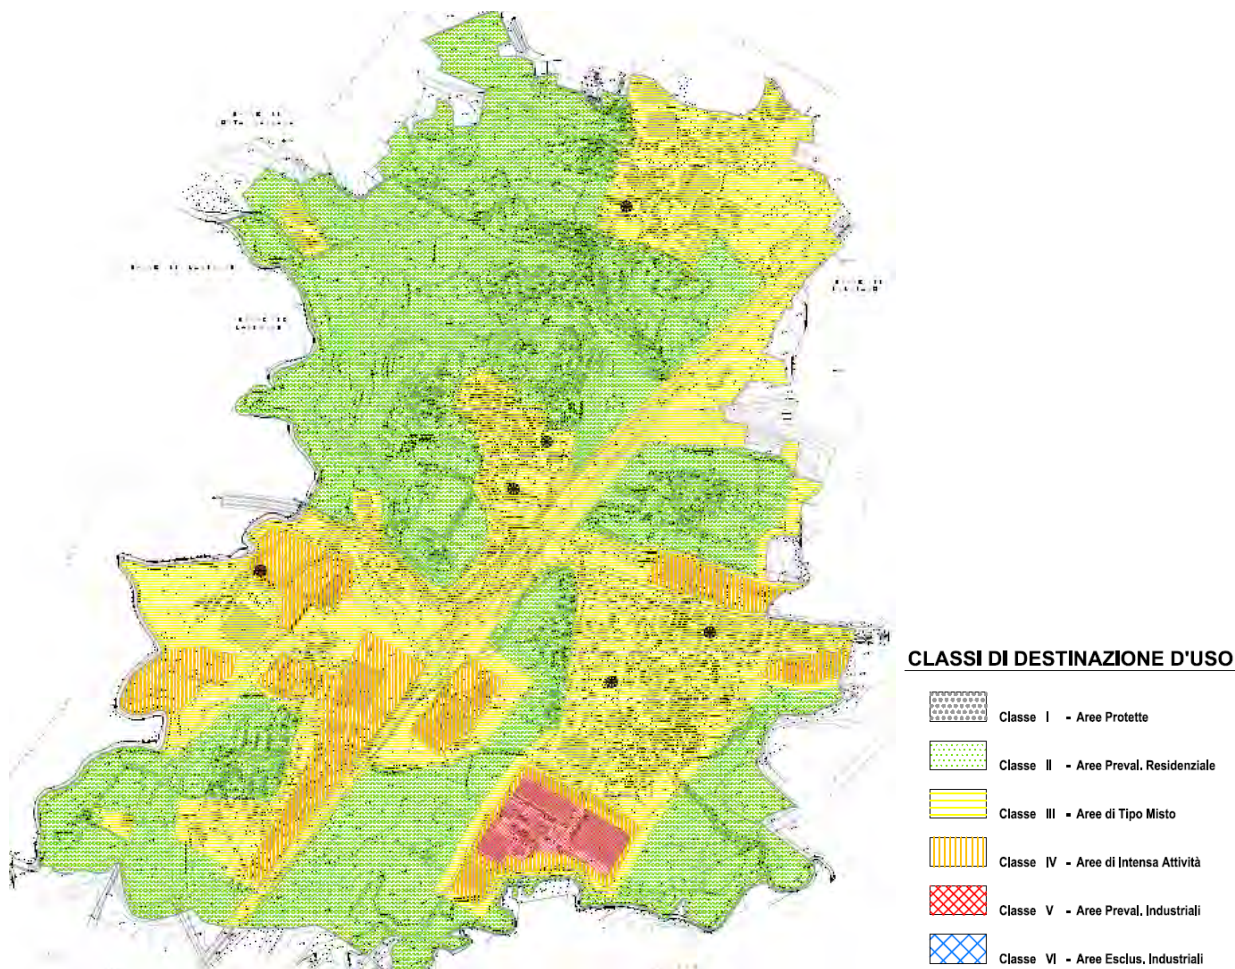 CLASSI DI DESTINAZIONE D'USO
Classe I - Aree Protette
Classe II - Aree Preval. Residenziale
Classe III - Aree di Tipo Misto
Classe IV - Aree di Intensa Attività
Classe V - Aree Preval. Industriali
Classe VI - Aree Esclus. Industriali